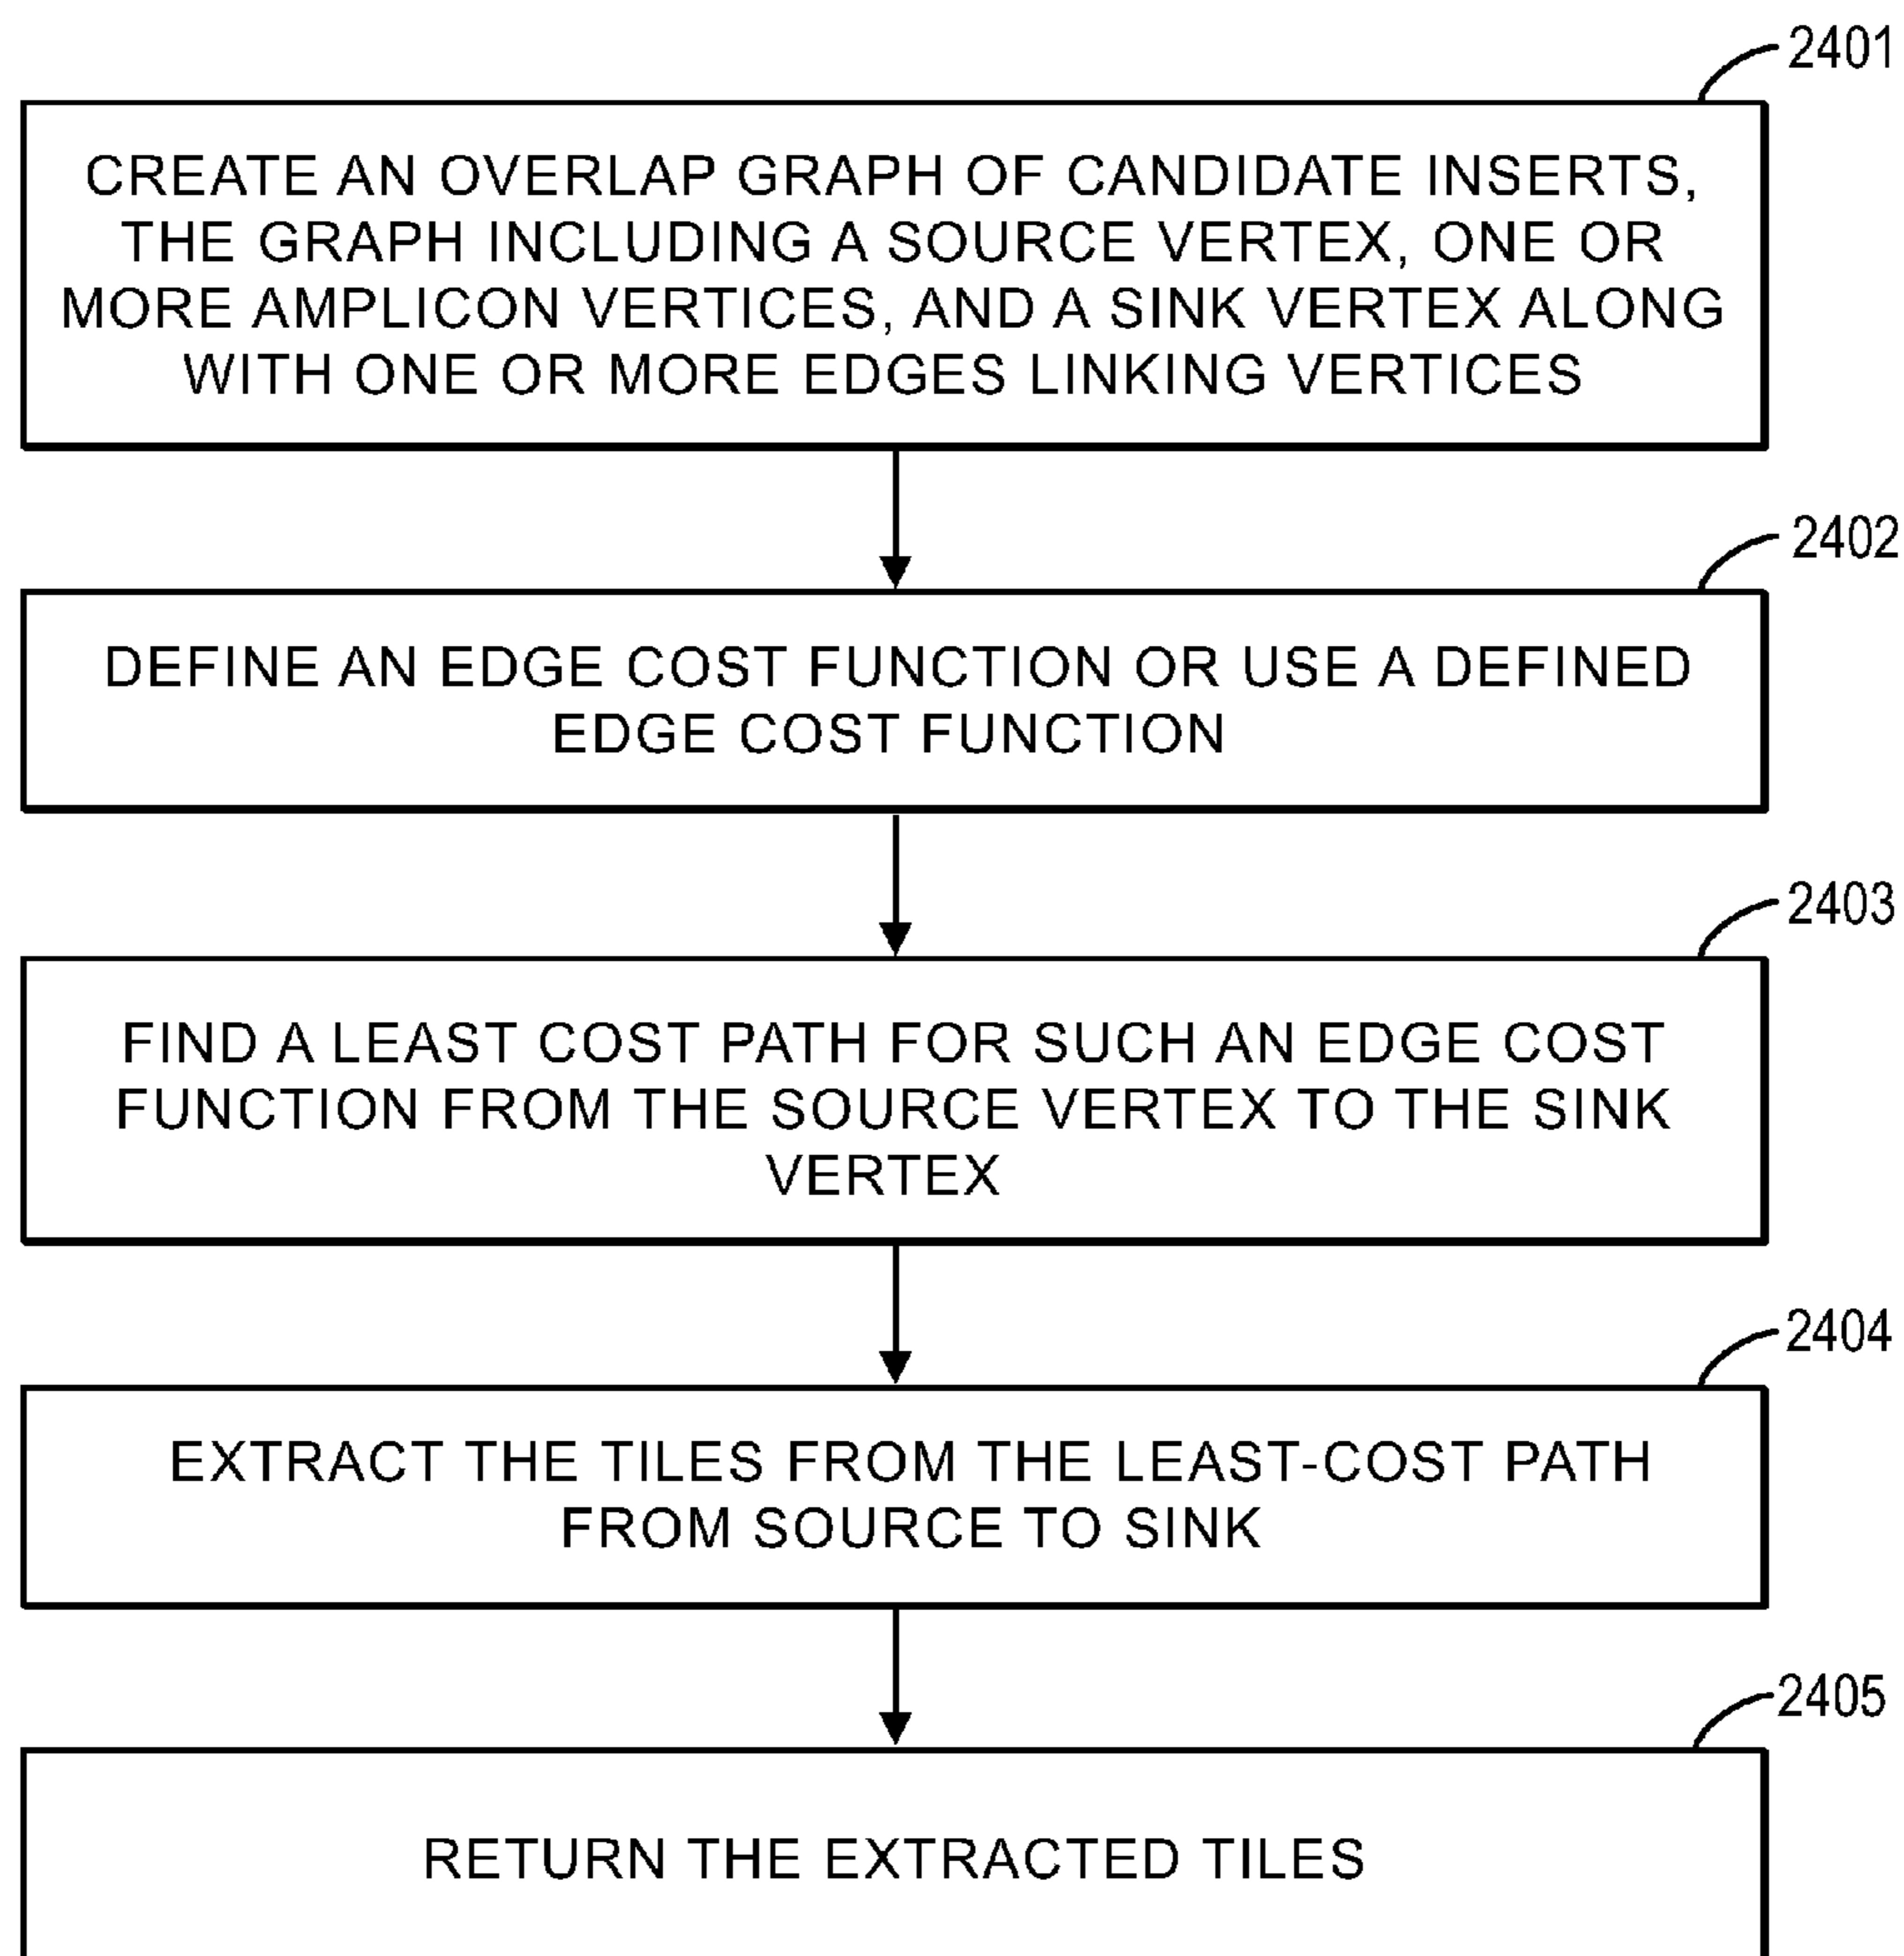 2401
CREATE AN OVERLAP GRAPH OF CANDIDATE INSERTS,
THE GRAPH INCLUDING A SOURCE VERTEX, ONE OR
MORE AMPLICON VERTICES, AND A SINK VERTEX ALONG
WITH ONE OR MORE EDGES LINKING VERTICES
2402
DEFINE AN EDGE COST FUNCTION OR USE A DEFINED
EDGE COST FUNCTION
2403
FIND A LEAST COST PATH FOR SUCH AN EDGE COST
FUNCTION FROM THE SOURCE VERTEX TO THE SINK
VERTEX
2404
EXTRACT THE TILES FROM THE LEAST-COST PATH
FROM SOURCE TO SINK
2405
RETURN THE EXTRACTED TILES